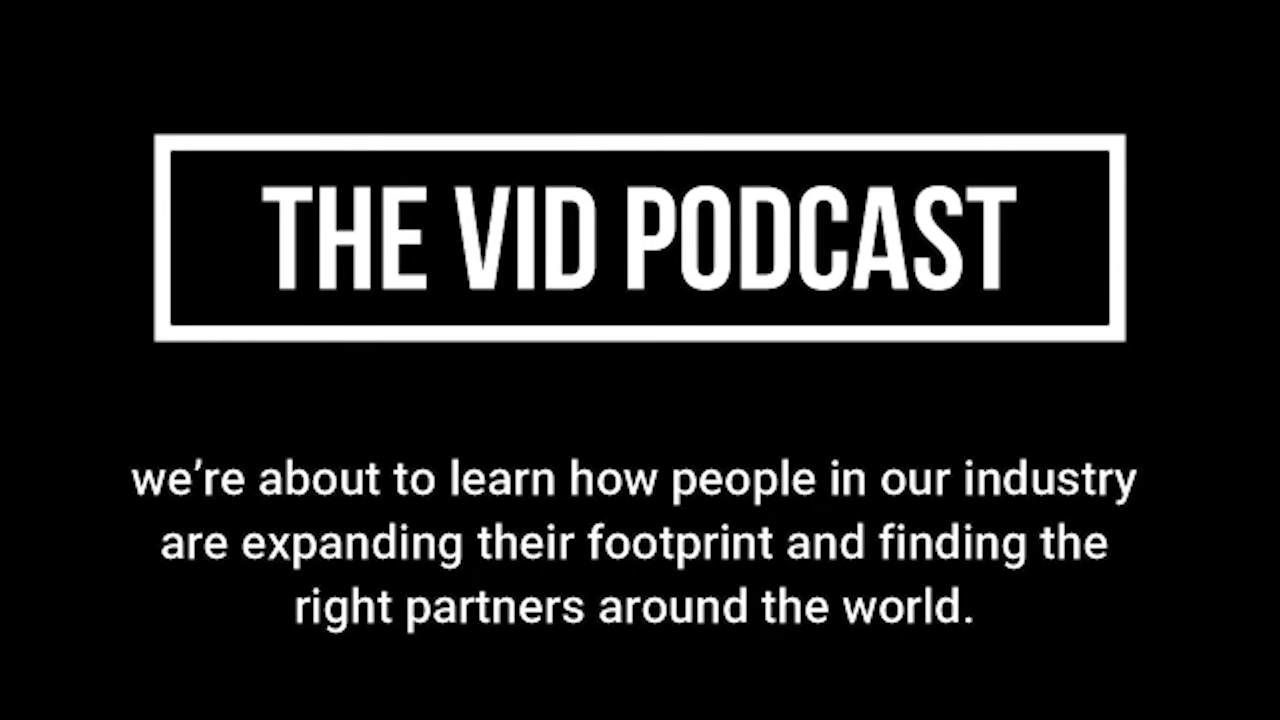 THE VID PODCAST
we’re about to learn how people in our industry
are expanding their footprint and finding the
right partners around the world.